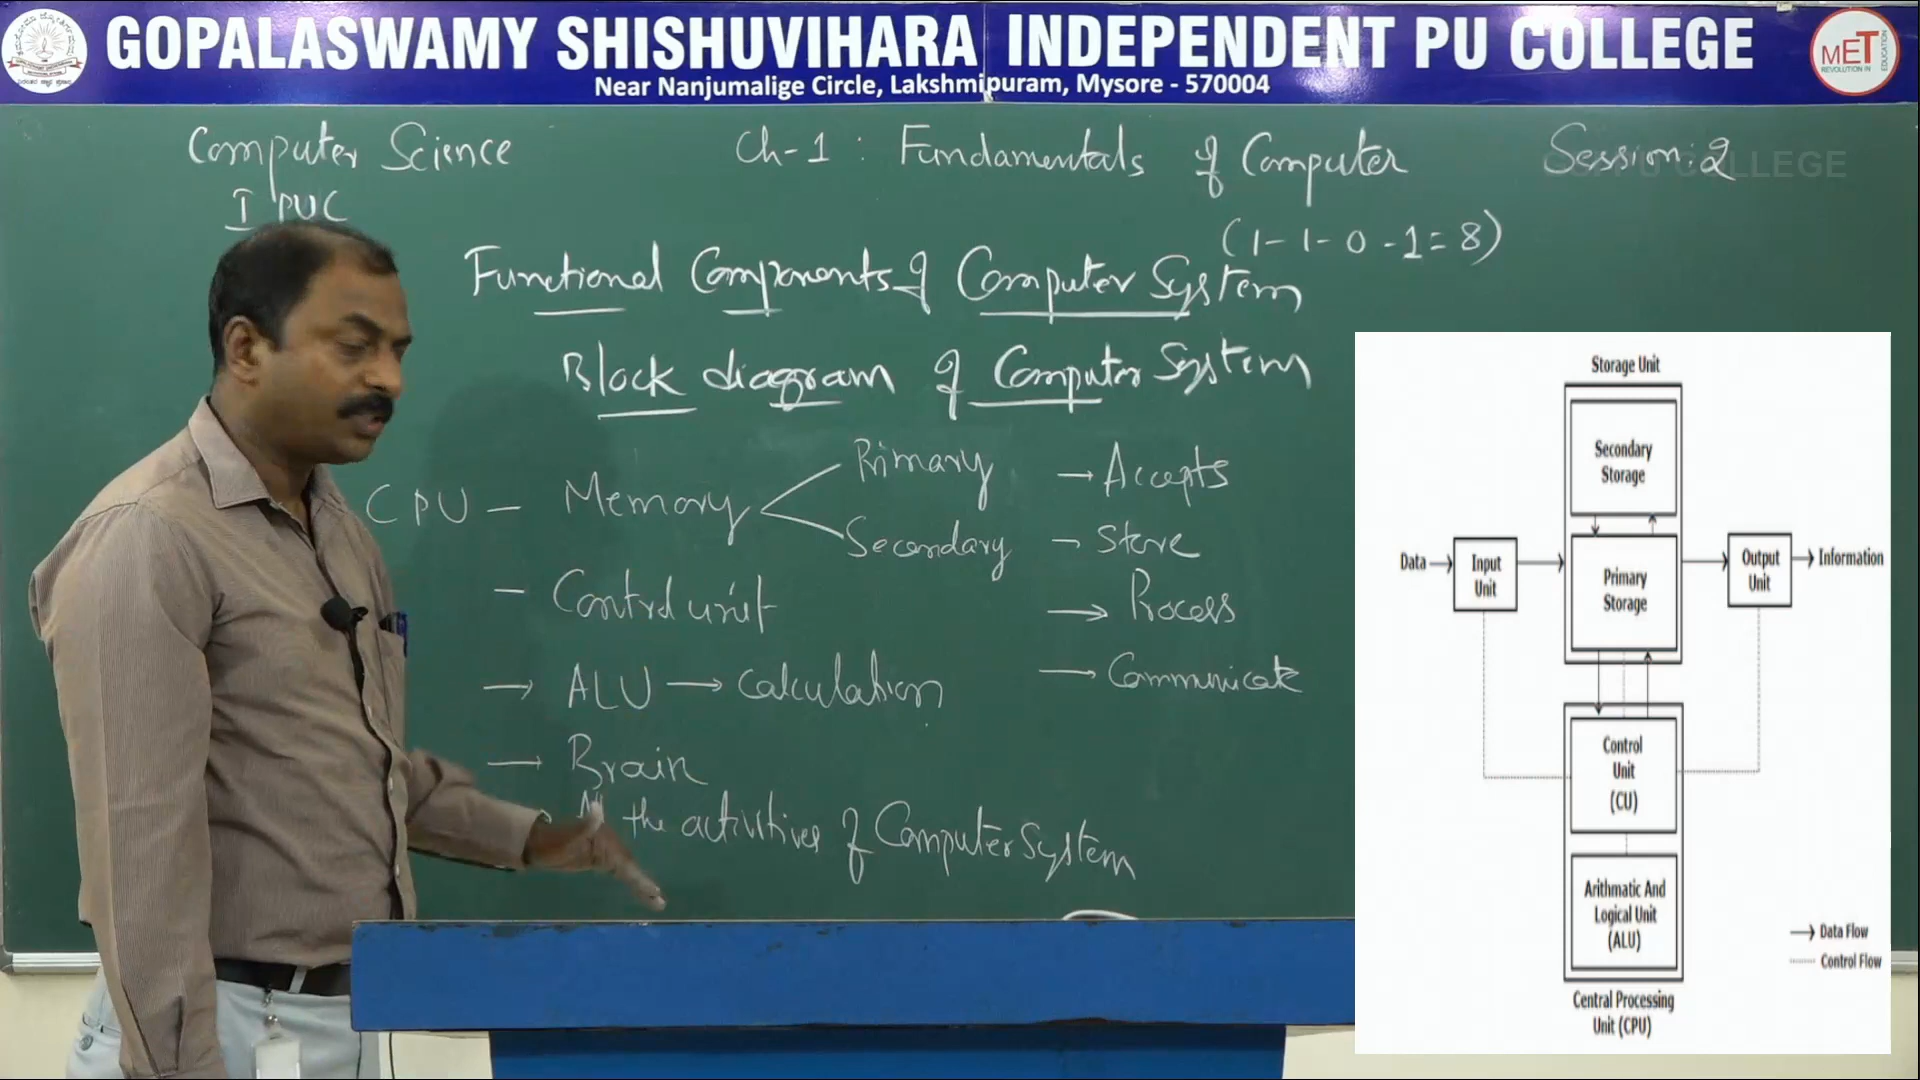 GOPALASWAMY SHISHUVIHARA INDEPENDENT PU COLLEGE
Near Nanjumalige Circle, Lakshmipuram, Mysore - 570004
MET
REVOLUTION IN
EDUCATION
Computer Science
Ch-1 : Fundamentals of Computer
Session: 2
COLLEGE
I PUC
(1-1-0-1=8)
Functional Components of Computer System
Block diagram of Computer System
CPU - Memory
Primary
Secondary
- Control unit
→ ALU → Calculation
— Brain
the activities of Computer System
→ Accepts
- Store
→ Process
→ Communicate
Storage Unit
Secondary
Storage
Primary
Storage
Data
Input
Unit
Output
Unit
Information
Control
Unit
(CU)
Arithmatic And
Logical Unit
(ALU)
Central Processing
Unit (CPU)
Data Flow
Control Flow